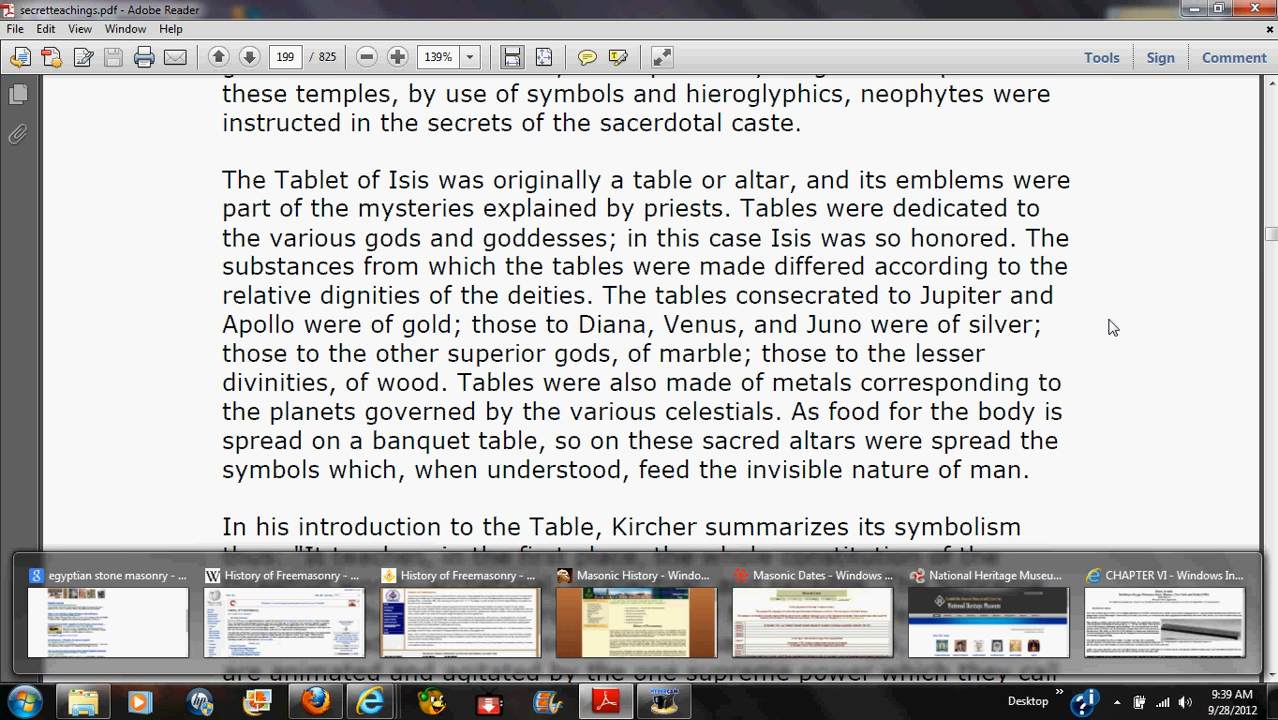 secretteachings.pdf - Adobe Reader
File Edit View Window Help
199 / 825 139% Tools Sign Comment
these temples, by use of symbols and hieroglyphics, neophytes were
instructed in the secrets of the sacerdotal caste.
The Tablet of Isis was originally a table or altar, and its emblems were
part of the mysteries explained by priests. Tables were dedicated to
the various gods and goddesses; in this case Isis was so honored. The
substances from which the tables were made differed according to the
relative dignities of the deities. The tables consecrated to Jupiter and
Apollo were of gold; those to Diana, Venus, and Juno were of silver;
those to the other superior gods, of marble; those to the lesser
divinities, of wood. Tables were also made of metals corresponding to
the planets governed by the various celestials. As food for the body is
spread on a banquet table, so on these sacred altars were spread the
symbols which, when understood, feed the invisible nature of man.
In his introduction to the Table, Kircher summarizes its symbolism
egyptian stone masonry - ... History of Freemasonry - ... History of Freemasonry - ... Masonic History - Windo... Masonic Dates - Windows ... National Heritage Museu... CHAPTER VI - Windows In...
are animated and agitated by the one supreme power which they call
Desktop 9:39 AM
9/28/2012